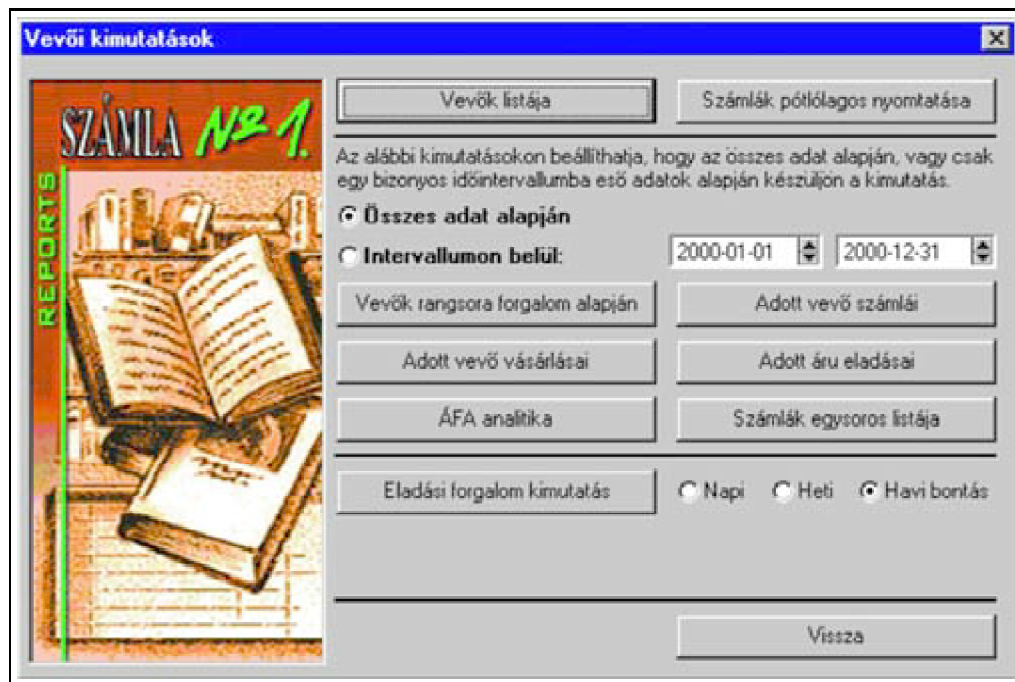 Vevői kimutatások
SZÁMLA Nº 1.
REPORTS
Vevők listája
Számlák pótlólagos nyomtatása
Az alábbi kimutatásokon beállíthatja, hogy az összes adat alapján, vagy csak
egy bizonyos időintervallumba eső adatok alapján készüljön a kimutatás.
Összes adat alapján
Intervallumon belül:
2000-01-01
2000-12-31
Vevők rangsora forgalom alapján
Adott vevő számlái
Adott vevő vásárlásai
Adott áru eladásai
ÁFA analitika
Számlák egysoros listája
Eladási forgalom kimutatás
Napi
Heti
Havi bontás
Vissza